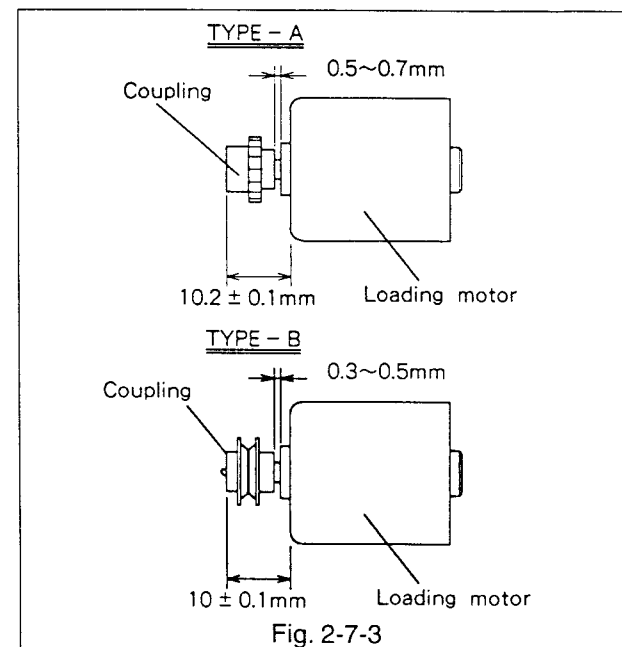 TYPE - A
0.5~0.7mm
Coupling
10.2 ± 0.1mm
Loading motor
TYPE - B
0.3~0.5mm
Coupling
10 ± 0.1mm
Loading motor
Fig. 2-7-3